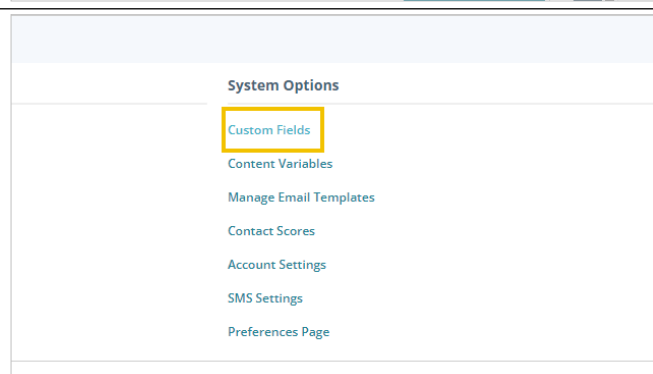 System Options
Custom Fields
Content Variables
Manage Email Templates
Contact Scores
Account Settings
SMS Settings
Preferences Page